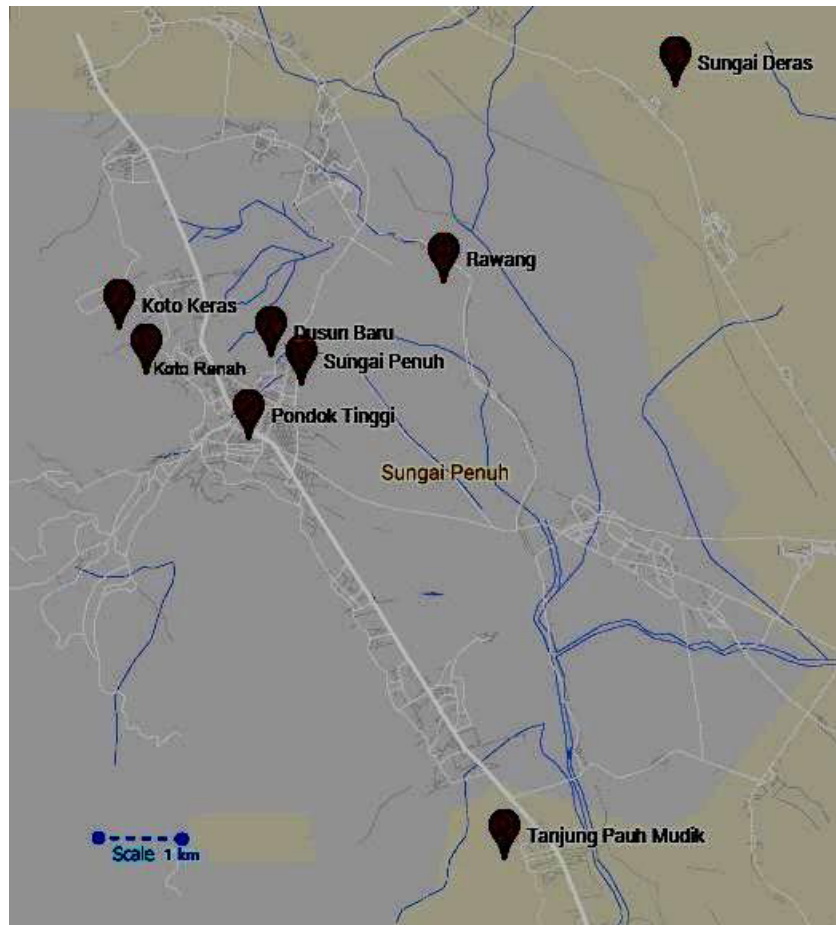 Sungai Deras
Rawang
Koto Keras
Dusun Baru
Koto Renah
Sungai Penuh
Pondok Tinggi
Sungai Penuh
Tanjung Pauh Mudik
Scale 1 km